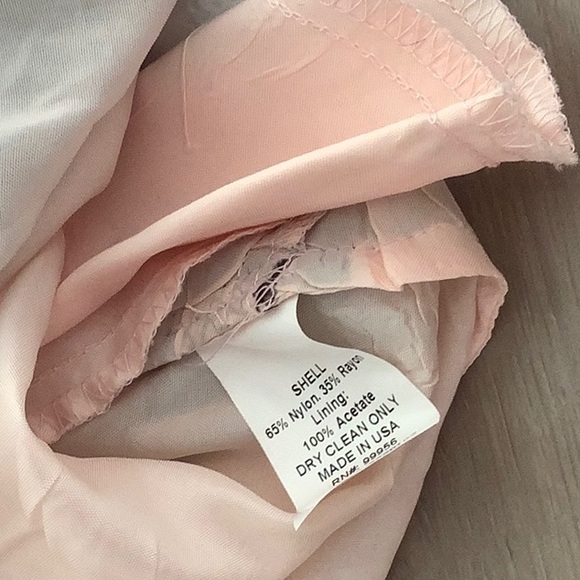 SHELL
65% Nylon. 35% Rayon
Lining:
100% Acetate
DRY CLEAN ONLY
MADE IN USA
RN#: 99956